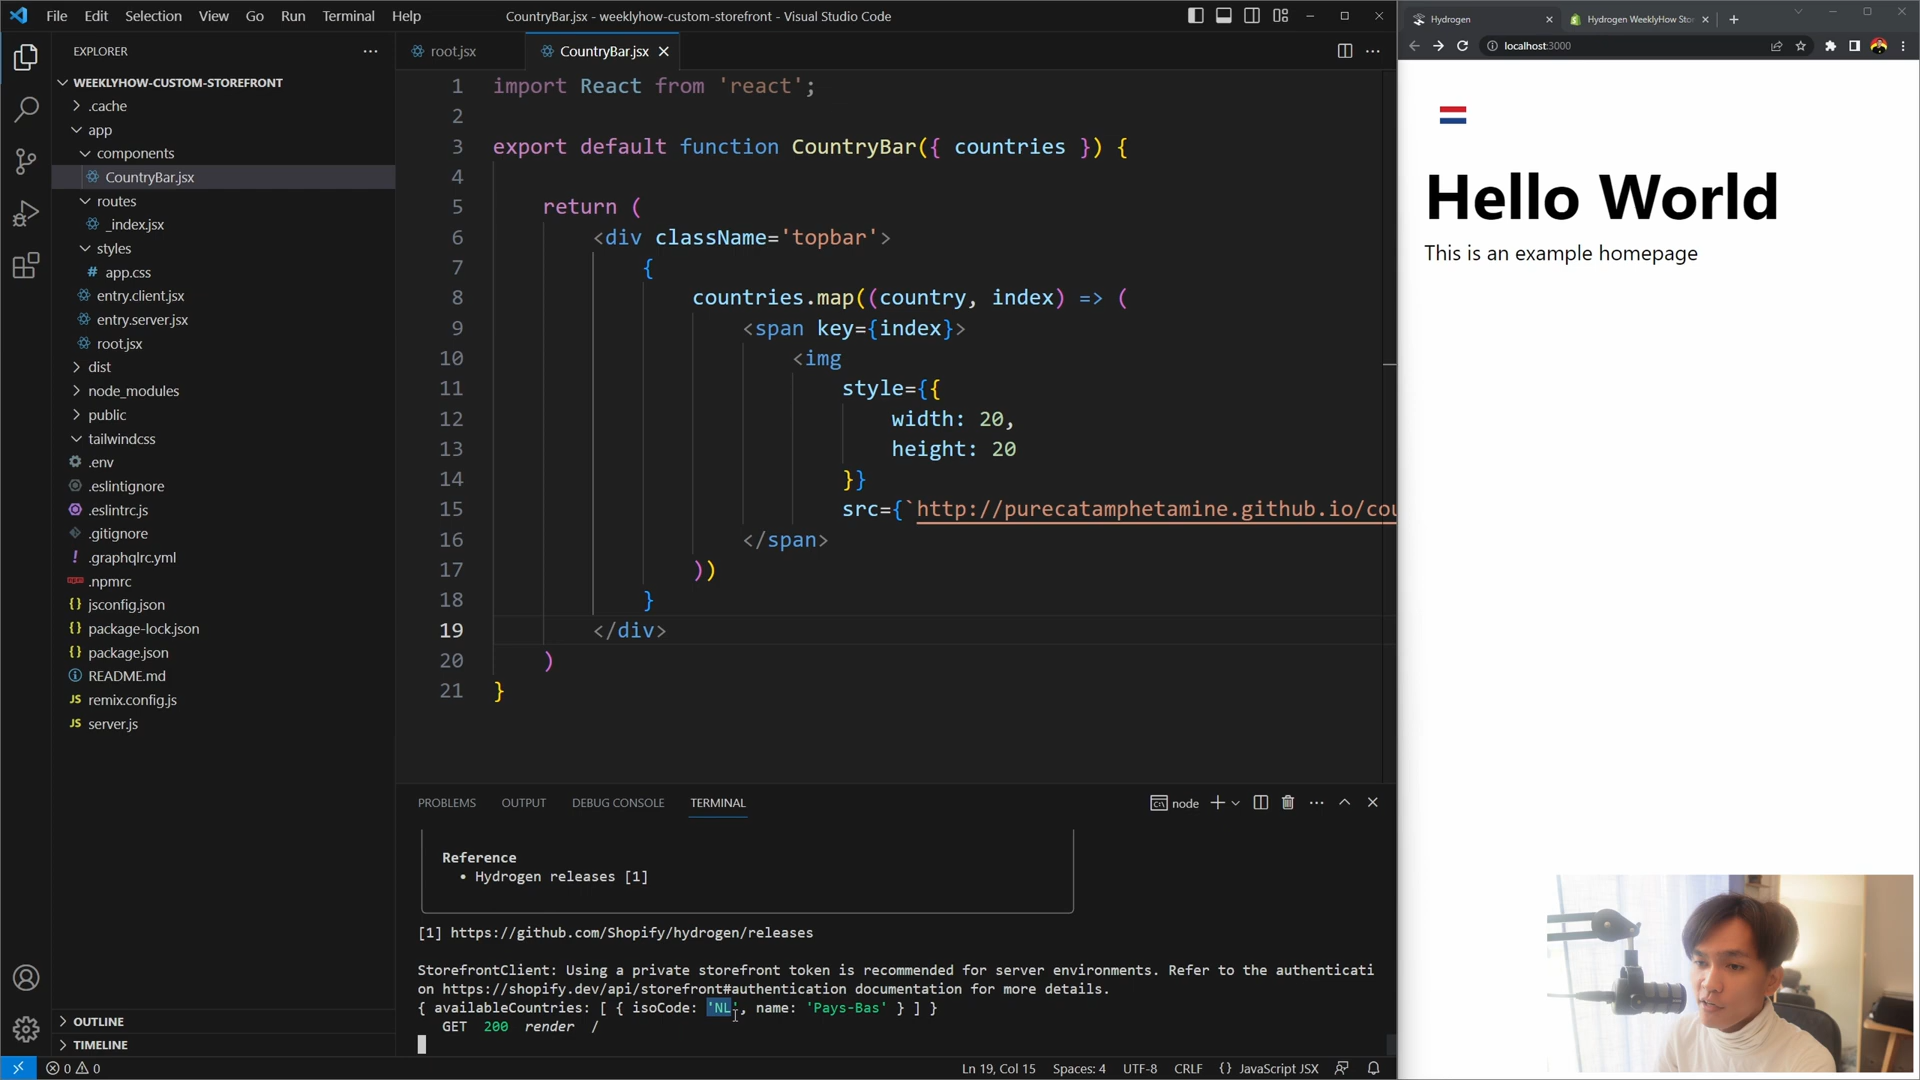 File Edit Selection View Go Run Terminal Help
CountryBar.jsx - weeklyhow-custom-storefront - Visual Studio Code
EXPLORER
WEEKLYHOW-CUSTOM-STOREFRONT
.cache
app
components
CountryBar.jsx
routes
_index.jsx
styles
# app.css
entry.client.jsx
entry.server.jsx
root.jsx
dist
node_modules
public
tailwindcss
.env
.eslintignore
.eslintrc.js
.gitignore
! .graphqlrc.yml
.npmrc
{} jsconfig.json
{} package-lock.json
{} package.json
README.md
JS remix.config.js
JS server.js
OUTLINE
TIMELINE
root.jsx
CountryBar.jsx
1 import React from 'react';
2
3 export default function CountryBar({ countries }) {
4
5 return (
6 <div className='topbar'>
7 {
8 countries.map((country, index) => (
9 <span key={index}>
10 <img
11 style={{
12 width: 20,
13 height: 20
14 }}
15 src={`http://purecatamphetamine.github.io/cou
16 </span>
17 ))
18 }
19 </div>
20 )
21 }
PROBLEMS OUTPUT DEBUG CONSOLE TERMINAL
node
Reference
• Hydrogen releases [1]
[1] https://github.com/Shopify/hydrogen/releases
StorefrontClient: Using a private storefront token is recommended for server environments. Refer to the authenticati
on https://shopify.dev/api/storefront#authentication documentation for more details.
{ availableCountries: [ { isoCode: 'NL', name: 'Pays-Bas' } ] }
GET 200 render /
0 0
Ln 19, Col 15 Spaces: 4 UTF-8 CRLF {} JavaScript JSX
Hydrogen
Hydrogen WeeklyHow Sto
localhost:3000
Hello World
This is an example homepage